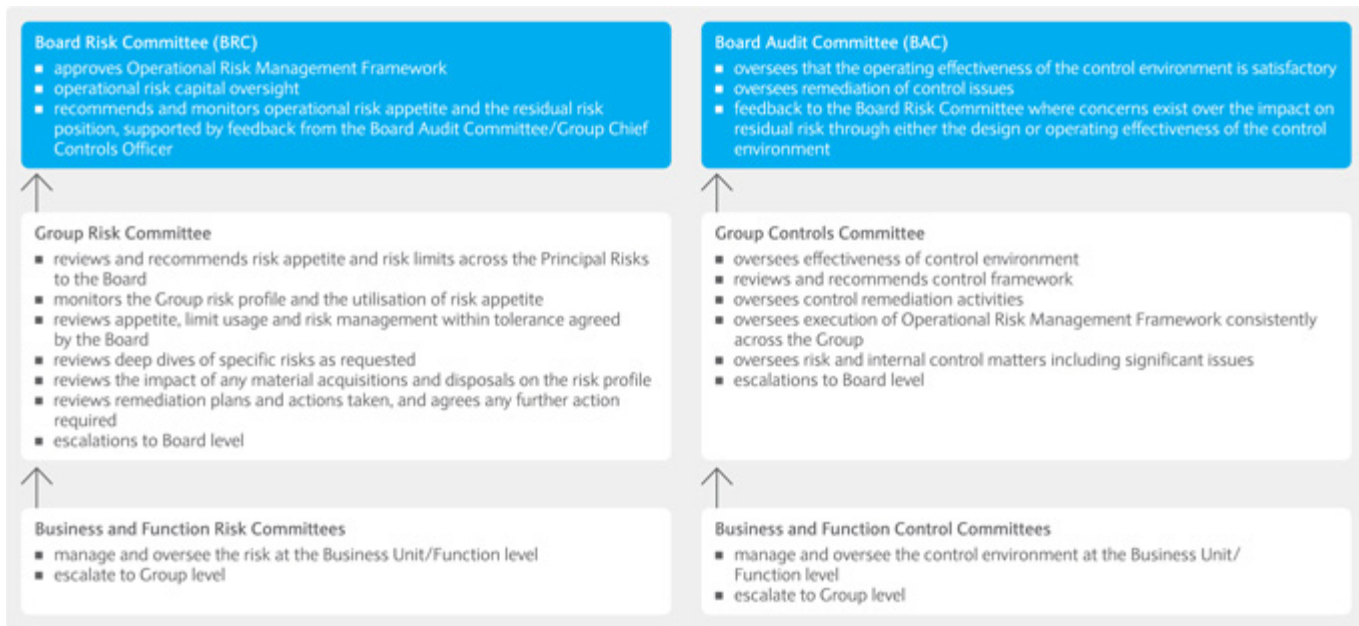 Board Risk Committee (BRC)
■ approves Operational Risk Management Framework
■ operational risk capital oversight
■ recommends and monitors operational risk appetite and the residual risk
position, supported by feedback from the Board Audit Committee/Group Chief
Controls Officer
Board Audit Committee (BAC)
■ oversees that the operating effectiveness of the control environment is satisfactory
■ oversees remediation of control issues
■ feedback to the Board Risk Committee where concerns exist over the impact on
residual risk through either the design or operating effectiveness of the control
environment
Group Risk Committee
■ reviews and recommends risk appetite and risk limits across the Principal Risks
to the Board
■ monitors the Group risk profile and the utilisation of risk appetite
■ reviews appetite, limit usage and risk management within tolerance agreed
by the Board
■ reviews deep dives of specific risks as requested
■ reviews the impact of any material acquisitions and disposals on the risk profile
■ reviews remediation plans and actions taken, and agrees any further action
required
■ escalations to Board level
Group Controls Committee
■ oversees effectiveness of control environment
■ reviews and recommends control framework
■ oversees control remediation activities
■ oversees execution of Operational Risk Management Framework consistently
across the Group
■ oversees risk and internal control matters including significant issues
■ escalations to Board level
Business and Function Risk Committees
■ manage and oversee the risk at the Business Unit/Function level
■ escalate to Group level
Business and Function Control Committees
■ manage and oversee the control environment at the Business Unit/
Function level
■ escalate to Group level